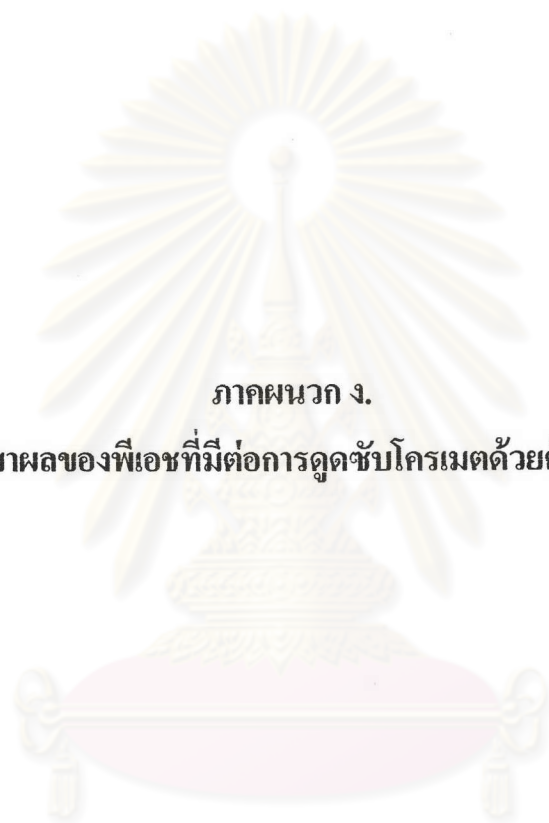 ภาคผนวก ง.
ผลของพีเอชที่มีต่อการดูดซับโครเมตด้วย